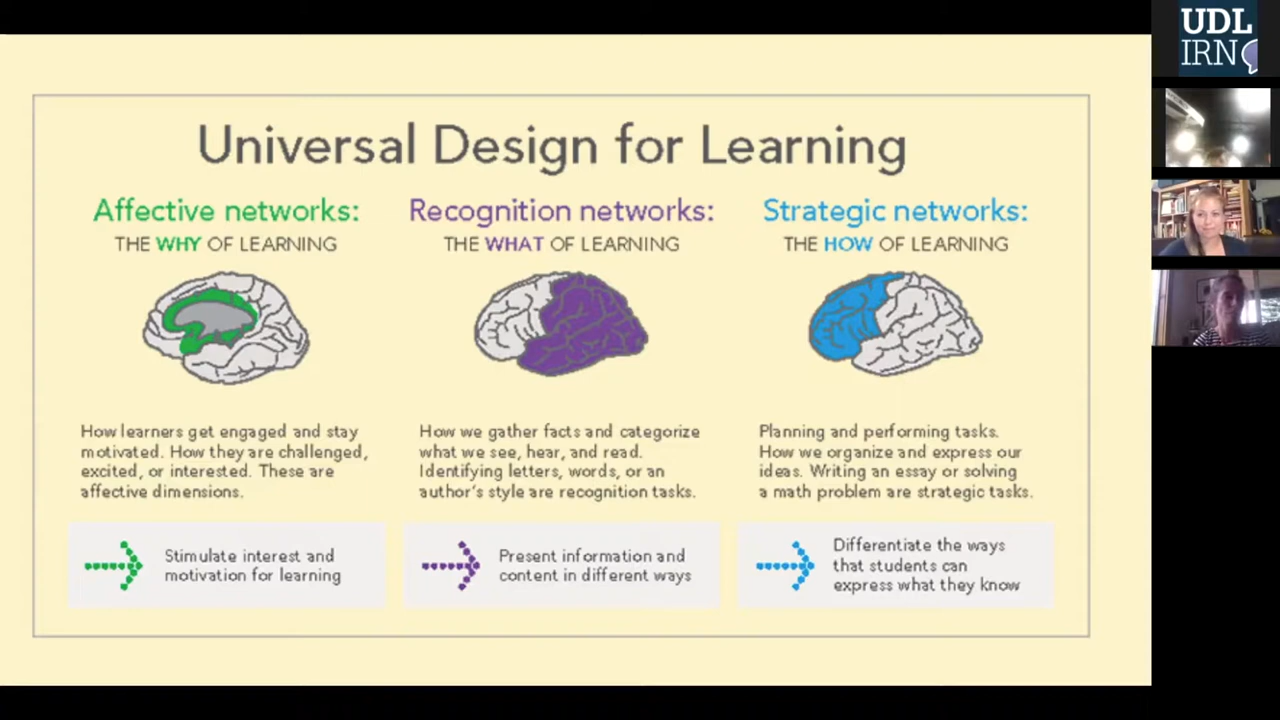 Universal Design for Learning
Affective networks:
THE WHY OF LEARNING
How learners get engaged and stay
motivated. How they are challenged,
excited, or interested. These are
affective dimensions.
Stimulate interest and
motivation for learning
Recognition networks:
THE WHAT OF LEARNING
How we gather facts and categorize
what we see, hear, and read.
Identifying letters, words, or an
author's style are recognition tasks.
Present information and
content in different ways
Strategic networks:
THE HOW OF LEARNING
Planning and performing tasks.
How we organize and express our
ideas. Writing an essay or solving
a math problem are strategic tasks.
Differentiate the ways
that students can
express what they know
UDL
IRN